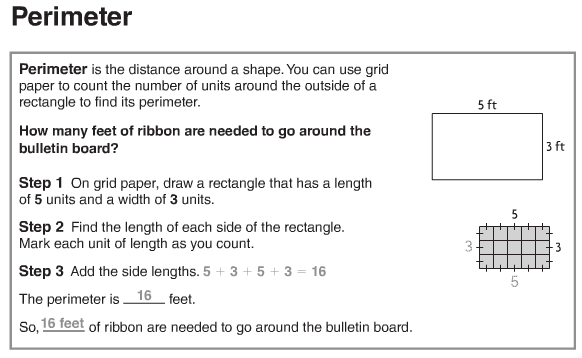 Perimeter
Perimeter is the distance around a shape. You can use grid
paper to count the number of units around the outside of a
rectangle to find its perimeter.
How many feet of ribbon are needed to go around the
bulletin board?
5 ft
3 ft
Step 1 On grid paper, draw a rectangle that has a length
of 5 units and a width of 3 units.
Step 2 Find the length of each side of the rectangle.
Mark each unit of length as you count.
5
3
3
5
Step 3 Add the side lengths. 5 + 3 + 5 + 3 = 16
The perimeter is 16 feet.
So, 16 feet of ribbon are needed to go around the bulletin board.